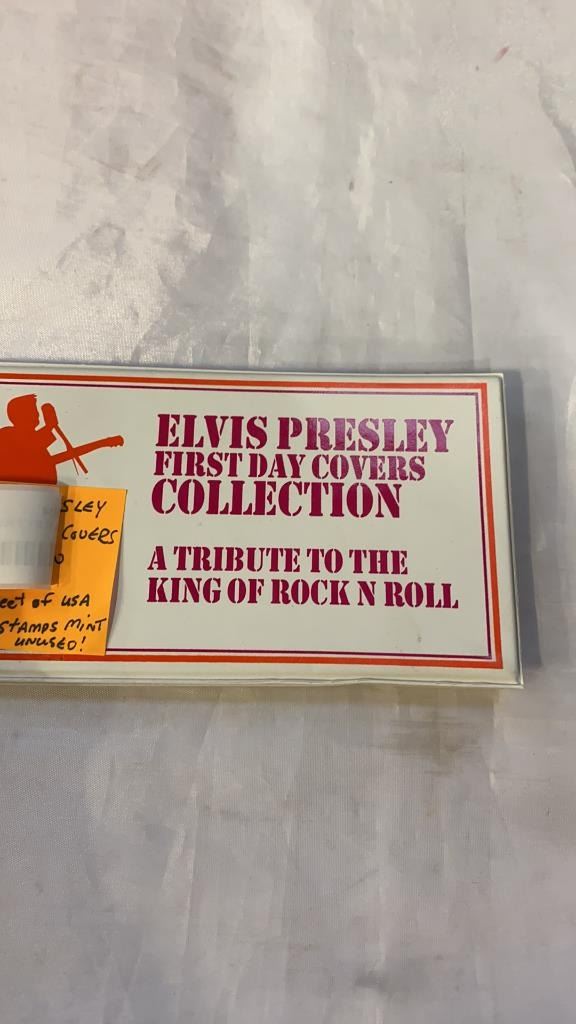 ELVIS PRESLEY
FIRST DAY COVERS
COLLECTION
A TRIBUTE TO THE
KING OF ROCK N ROLL
SLEY
COVERS
OF USA
STAMPS MINT
UNUSED!